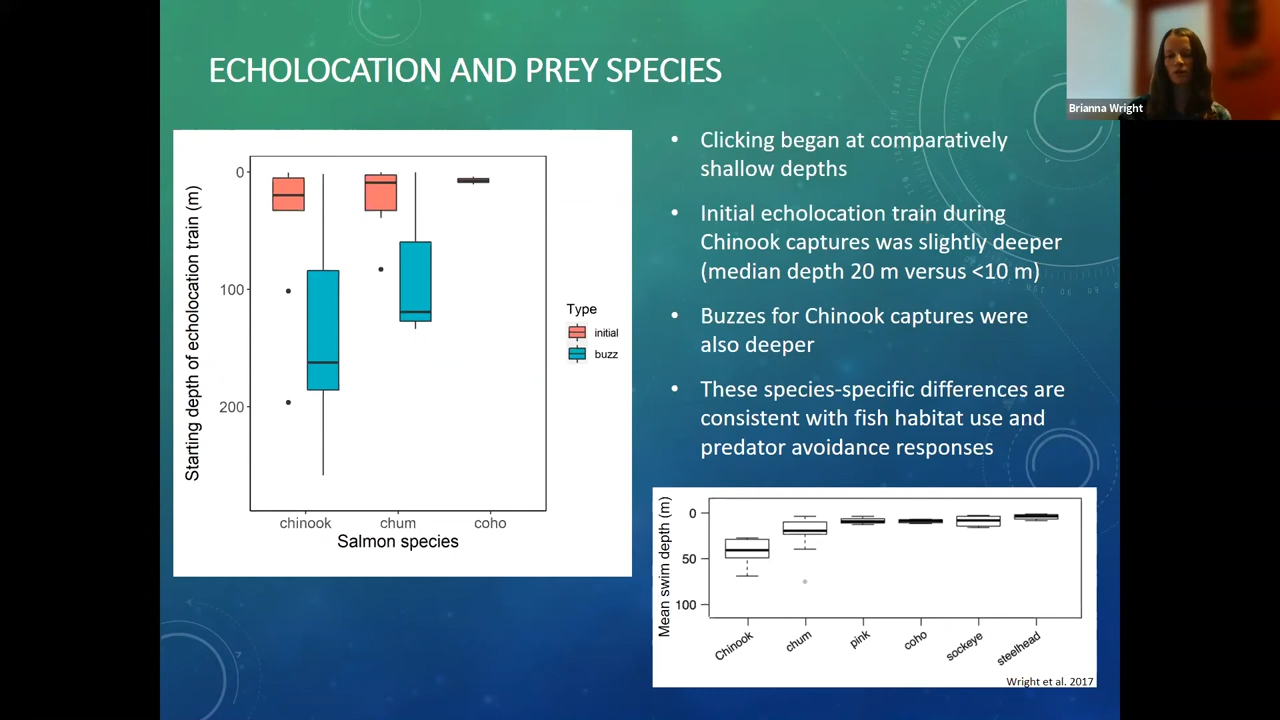 ECHOLOCATION AND PREY SPECIES
Brianna Wright
Starting depth of echolocation train (m)
0
100
200
chinook
chum
coho
Salmon species
Type
initial
buzz
• Clicking began at comparatively
shallow depths
• Initial echolocation train during
Chinook captures was slightly deeper
(median depth 20 m versus <10 m)
• Buzzes for Chinook captures were
also deeper
• These species-specific differences are
consistent with fish habitat use and
predator avoidance responses
Mean swim depth (m)
0
50
100
Chinook
chum
pink
coho
sockeye
steelhead
Wright et al. 2017